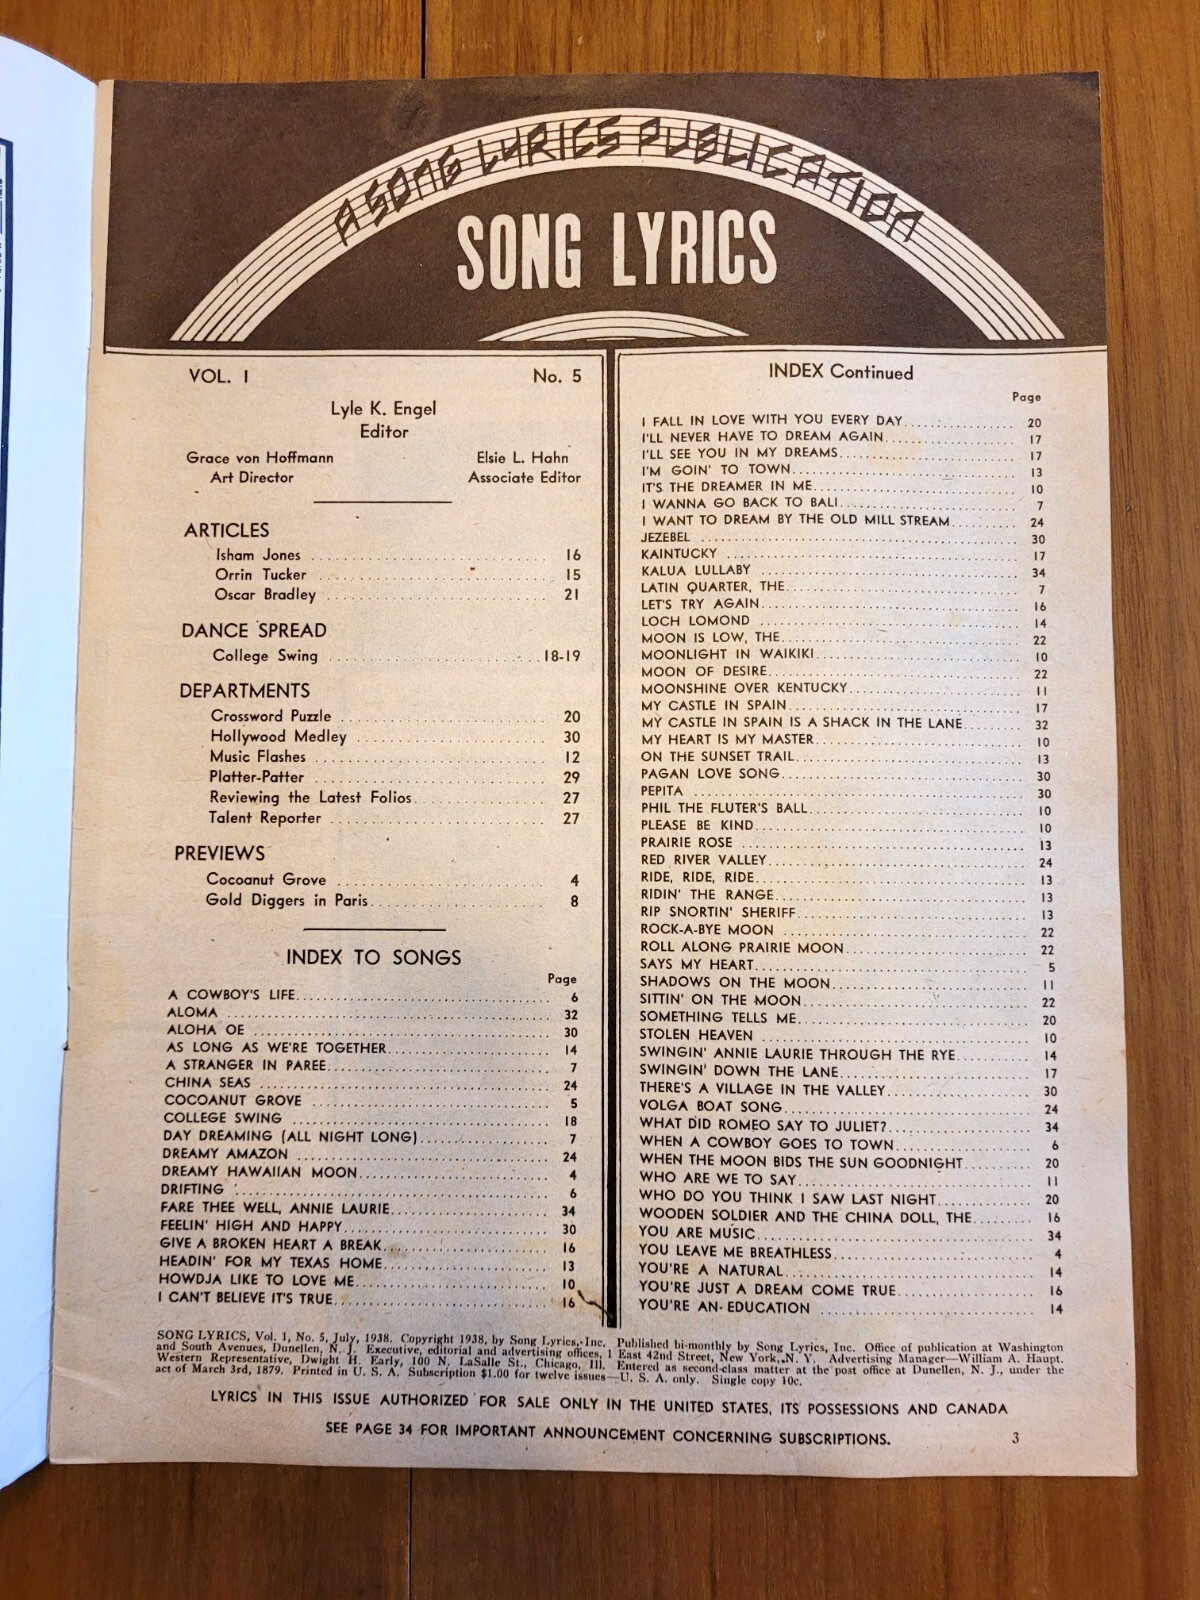 A SONG LYRICS PUBLICATION
SONG LYRICS
VOL. I No. 5
Lyle K. Engel
Editor
Grace von Hoffmann Elsie L. Hahn
Art Director Associate Editor
ARTICLES
Isham Jones 16
Orrin Tucker 15
Oscar Bradley 21
DANCE SPREAD
College Swing 18-19
DEPARTMENTS
Crossword Puzzle 20
Hollywood Medley 30
Music Flashes 12
Platter-Patter 29
Reviewing the Latest Folios 27
Talent Reporter 27
PREVIEWS
Cocoanut Grove 4
Gold Diggers in Paris 8
INDEX TO SONGS
Page
A COWBOY'S LIFE 6
ALOMA 32
ALOHA OE 30
AS LONG AS WE'RE TOGETHER 14
A STRANGER IN PAREE 7
CHINA SEAS 24
COCOANUT GROVE 5
COLLEGE SWING 18
DAY DREAMING (ALL NIGHT LONG) 7
DREAMY AMAZON 24
DREAMY HAWAIIAN MOON 4
DRIFTING 6
FARE THEE WELL, ANNIE LAURIE 34
FEELIN' HIGH AND HAPPY 30
GIVE A BROKEN HEART A BREAK 16
HEADIN' FOR MY TEXAS HOME 13
HOWDJA LIKE TO LOVE ME 10
I CAN'T BELIEVE IT'S TRUE 16
INDEX Continued
Page
I FALL IN LOVE WITH YOU EVERY DAY 20
I'LL NEVER HAVE TO DREAM AGAIN 17
I'LL SEE YOU IN MY DREAMS 17
I'M GOIN' TO TOWN 13
IT'S THE DREAMER IN ME 10
I WANNA GO BACK TO BALI 7
I WANT TO DREAM BY THE OLD MILL STREAM 24
JEZEBEL 30
KAINTUCKY 17
KALUA LULLABY 34
LATIN QUARTER, THE 7
LET'S TRY AGAIN 16
LOCH LOMOND 14
MOON IS LOW, THE 22
MOONLIGHT IN WAIKIKI 10
MOON OF DESIRE 22
MOONSHINE OVER KENTUCKY 11
MY CASTLE IN SPAIN 17
MY CASTLE IN SPAIN IS A SHACK IN THE LANE 32
MY HEART IS MY MASTER 10
ON THE SUNSET TRAIL 13
PAGAN LOVE SONG 30
PEPITA 30
PHIL THE FLUTER'S BALL 10
PLEASE BE KIND 10
PRAIRIE ROSE 13
RED RIVER VALLEY 24
RIDE, RIDE, RIDE 13
RIDIN' THE RANGE 13
RIP SNORTIN' SHERIFF 13
ROCK-A-BYE MOON 22
ROLL ALONG PRAIRIE MOON 22
SAYS MY HEART 5
SHADOWS ON THE MOON 11
SITTIN' ON THE MOON 22
SOMETHING TELLS ME 20
STOLEN HEAVEN 10
SWINGIN' ANNIE LAURIE THROUGH THE RYE 14
SWINGIN' DOWN THE LANE 17
THERE'S A VILLAGE IN THE VALLEY 30
VOLGA BOAT SONG 24
WHAT DID ROMEO SAY TO JULIET? 34
WHEN A COWBOY GOES TO TOWN 6
WHEN THE MOON BIDS THE SUN GOODNIGHT 20
WHO ARE WE TO SAY 11
WHO DO YOU THINK I SAW LAST NIGHT 20
WOODEN SOLDIER AND THE CHINA DOLL, THE 16
YOU ARE MUSIC 34
YOU LEAVE ME BREATHLESS 4
YOU'RE A NATURAL 14
YOU'RE JUST A DREAM COME TRUE 16
YOU'RE AN EDUCATION 14
SONG LYRICS, Vol. 1, No. 5, July, 1938. Copyright 1938, by Song Lyrics, Inc. Published bi-monthly by Song Lyrics, Inc. Office of publication at Washington
and South Avenues, Dunellen, N. J. Executive, editorial and advertising offices, 1 East 42nd Street, New York, N. Y. Advertising Manager—William A. Haupt.
Western Representative, Dwight H. Early, 100 N. LaSalle St., Chicago, Ill. Entered as second-class matter at the post office at Dunellen, N. J., under the
act of March 3rd, 1879. Printed in U. S. A. Subscription $1.00 for twelve issues—U. S. A. only. Single copy 10c.
LYRICS IN THIS ISSUE AUTHORIZED FOR SALE ONLY IN THE UNITED STATES, ITS POSSESSIONS AND CANADA
SEE PAGE 34 FOR IMPORTANT ANNOUNCEMENT CONCERNING SUBSCRIPTIONS.
3